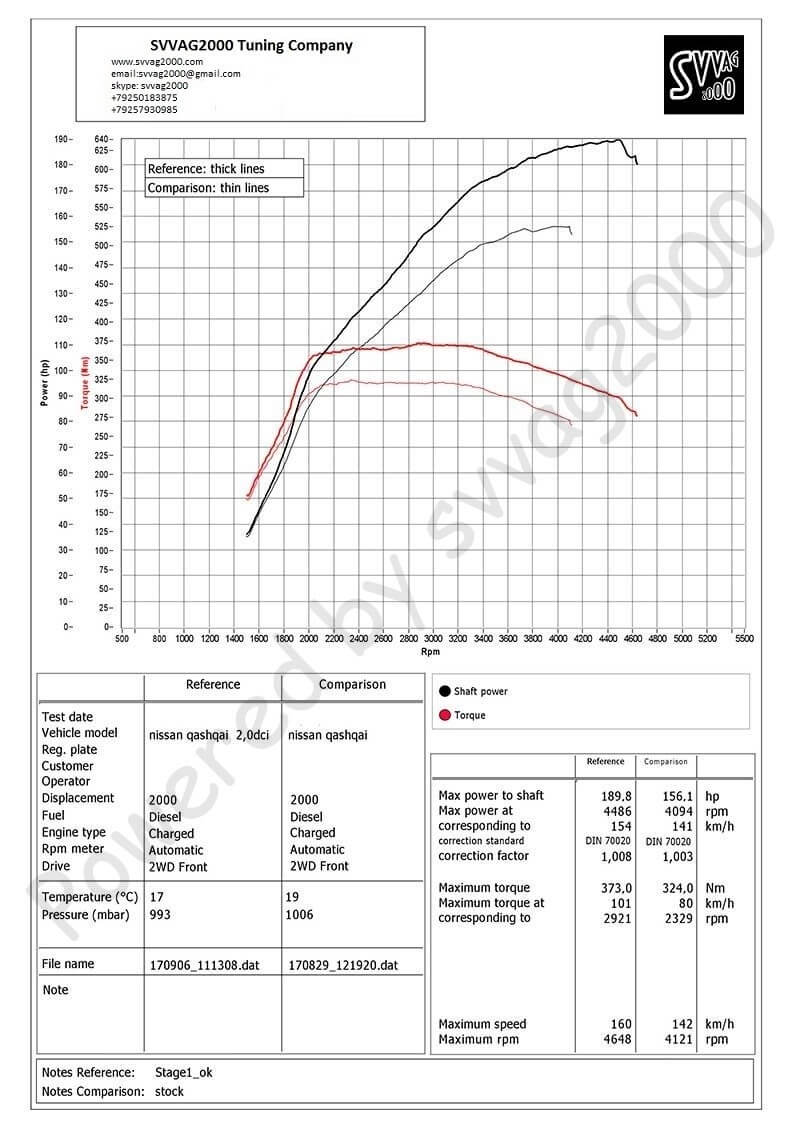 SVVAG2000 Tuning Company
www.svvag2000.com
email:svvag2000@gmail.com
skype: svvag2000
+79250183875
+79257930985
SVVAG
2000
Reference: thick lines
Comparison: thin lines
Power (hp)
190
180
170
160
150
140
130
120
110
100
90
80
70
60
50
40
30
20
10
0
Torque (Nm)
640
625
600
575
550
525
500
475
450
425
400
375
350
325
300
275
250
225
200
175
150
125
100
75
50
25
0
500 800 1000 1200 1400 1600 1800 2000 2200 2400 2600 2800 3000 3200 3400 3600 3800 4000 4200 4400 4600 4800 5000 5200 5500
Rpm
Powered by svvag2000
Reference Comparison
Test date
Vehicle model nissan qashqai 2,0dci nissan qashqai
Reg. plate
Customer
Operator
Displacement 2000 2000
Fuel Diesel Diesel
Engine type Charged Charged
Rpm meter Automatic Automatic
Drive 2WD Front 2WD Front
Temperature (°C) 17 19
Pressure (mbar) 993 1006
File name 170906_111308.dat 170829_121920.dat
Note
Shaft power
Torque
Reference Comparison
Max power to shaft 189,8 156,1 hp
Max power at 4486 4094 rpm
corresponding to 154 141 km/h
correction standard DIN 70020 DIN 70020
correction factor 1,008 1,003
Maximum torque 373,0 324,0 Nm
Maximum torque at 101 80 km/h
corresponding to 2921 2329 rpm
Maximum speed 160 142 km/h
Maximum rpm 4648 4121 rpm
Notes Reference: Stage1_ok
Notes Comparison: stock